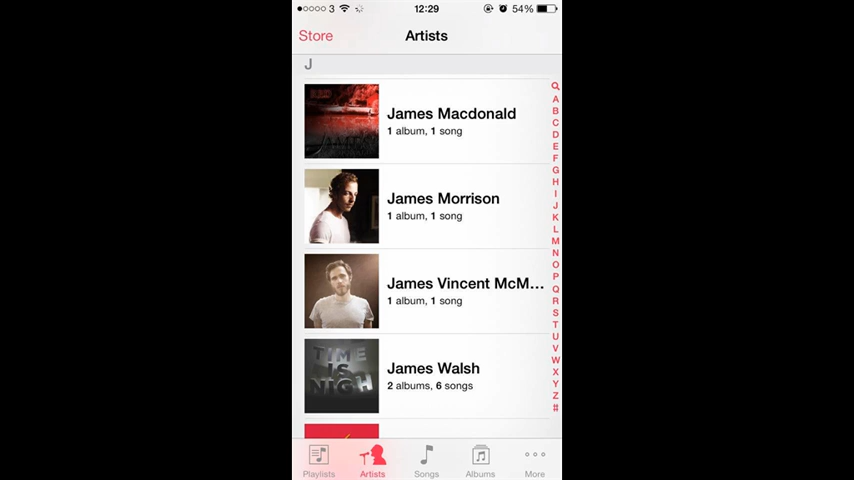 3 12:29 54%
Store Artists
J
James Macdonald
1 album, 1 song
James Morrison
1 album, 1 song
James Vincent McM...
1 album, 1 song
TIME
IS
NIGH
James Walsh
2 albums, 6 songs
A
B
C
D
E
F
G
H
I
J
K
L
M
N
O
P
Q
R
S
T
U
V
W
X
Y
Z
#
Playlists Artists Songs Albums More